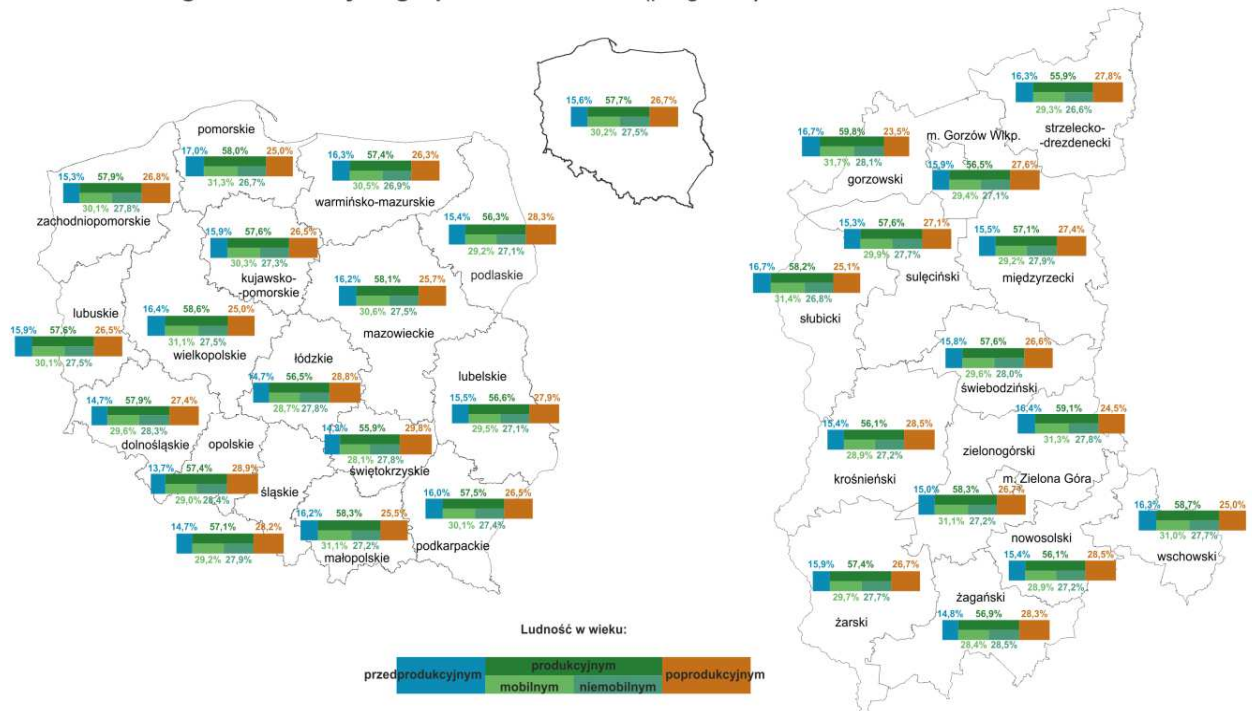 15,6% 57,7% 26,7%
30,2% 27,5%
pomorskie
17,0% 58,0% 25,0%
31,3% 26,7%
16,3% 57,4% 26,3%
30,5% 26,9%
warmińsko-mazurskie
15,3% 57,9% 26,8%
30,1% 27,8%
zachodniopomorskie
15,9% 57,6% 26,5%
30,3% 27,3%
kujawsko-
-pomorskie
15,4% 56,3% 28,3%
29,2% 27,1%
podlaskie
16,2% 58,1% 25,7%
30,6% 27,5%
mazowieckie
lubuskie
15,9% 57,6% 26,5%
30,1% 27,5%
16,4% 58,6% 25,0%
31,1% 27,5%
wielkopolskie
łódzkie
14,7% 56,5% 28,8%
28,7% 27,8%
lubelskie
15,5% 56,6% 27,9%
29,5% 27,1%
14,7% 57,9% 27,4%
29,6% 28,3%
dolnośląskie
opolskie
13,7% 57,4% 28,9%
29,0% 28,4%
śląskie
14,7% 57,1% 28,2%
29,2% 27,9%
55,9% 29,8%
28,1% 27,8%
świętokrzyskie
16,2% 58,3% 25,5%
31,1% 27,2%
małopolskie
16,0% 57,5% 26,5%
30,1% 27,4%
podkarpackie
16,3% 55,9% 27,8%
29,3% 26,6%
strzelecko-
-drezdenecki
16,7% 59,8% 23,5%
31,7% 28,1%
gorzowski
m. Gorzów Wlkp.
15,9% 56,5% 27,6%
29,4% 27,1%
15,3% 57,6% 27,1%
29,9% 27,7%
sulęciński
15,5% 57,1% 27,4%
29,2% 27,9%
międzyrzecki
16,7% 58,2% 25,1%
31,4% 26,8%
słubicki
15,8% 57,6% 26,6%
29,6% 28,0%
świebodziński
16,4% 59,1% 24,5%
31,3% 27,8%
zielonogórski
15,4% 56,1% 28,5%
28,9% 27,2%
krośnieński
m. Zielona Góra
15,0% 58,3% 26,7%
31,1% 27,2%
16,3% 58,7% 25,0%
31,0% 27,7%
wschowski
nowosolski
15,4% 56,1% 28,5%
28,9% 27,2%
15,9% 57,4% 26,7%
29,7% 27,7%
żarski
żagański
14,8% 56,9% 28,3%
28,4% 28,5%
Ludność w wieku:
przedprodukcyjnym produkcyjnym poprodukcyjnym
mobilnym niemobilnym